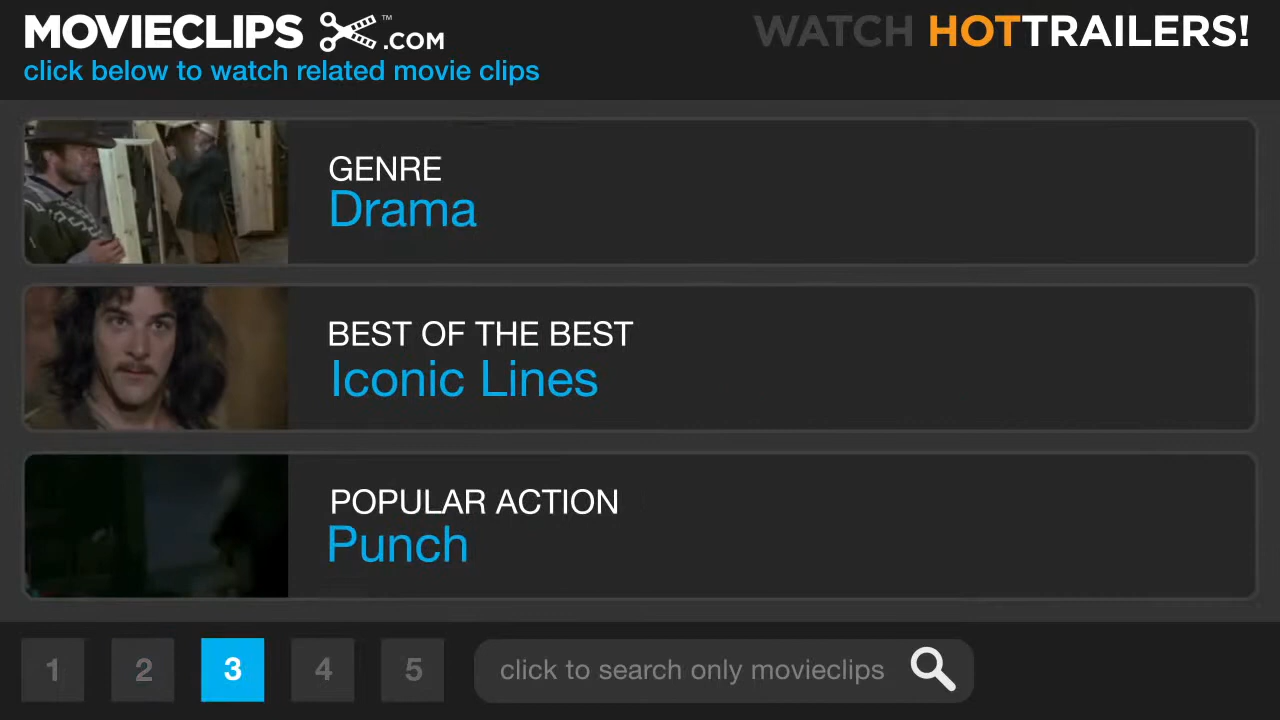 MOVIECLIPS ™.COM
WATCH HOTTRAILERS!
click below to watch related movie clips
GENRE
Drama
BEST OF THE BEST
Iconic Lines
POPULAR ACTION
Punch
1 2 3 4 5
click to search only movieclips